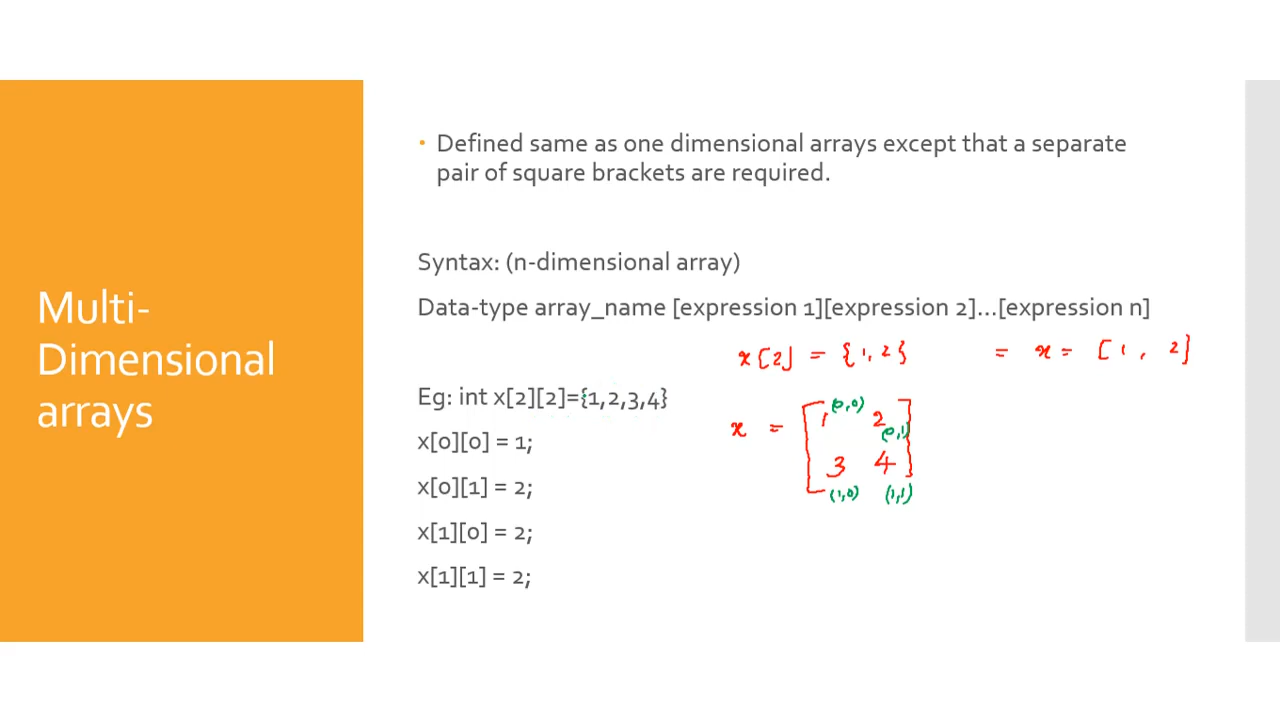 Multi-
Dimensional
arrays
• Defined same as one dimensional arrays except that a separate
pair of square brackets are required.
Syntax: (n-dimensional array)
Data-type array_name [expression 1][expression 2]...[expression n]
x[2] = {1,2} = x = [1, 2]
Eg: int x[2][2]={1,2,3,4}
x[0][0] = 1;
x[0][1] = 2;
x[1][0] = 2;
x[1][1] = 2;
(0,0)
x = [1 2
(0,1)
3 4]
(1,0) (1,1)